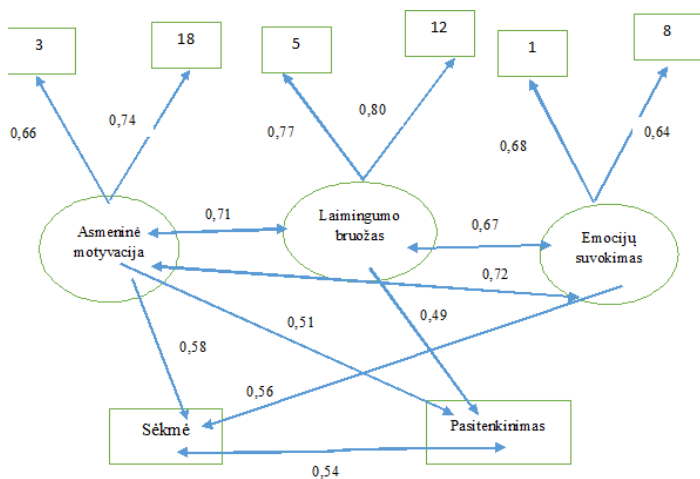 3
18
5
12
1
8
0,66
0,74
0,77
0,80
0,68
0,64
Asmeninė
motyvacija
0,71
Laimingumo
bruožas
0,67
Emocijų
suvokimas
0,72
0,51
0,49
0,58
0,56
Sėkmė
Pasitenkinimas
0,54